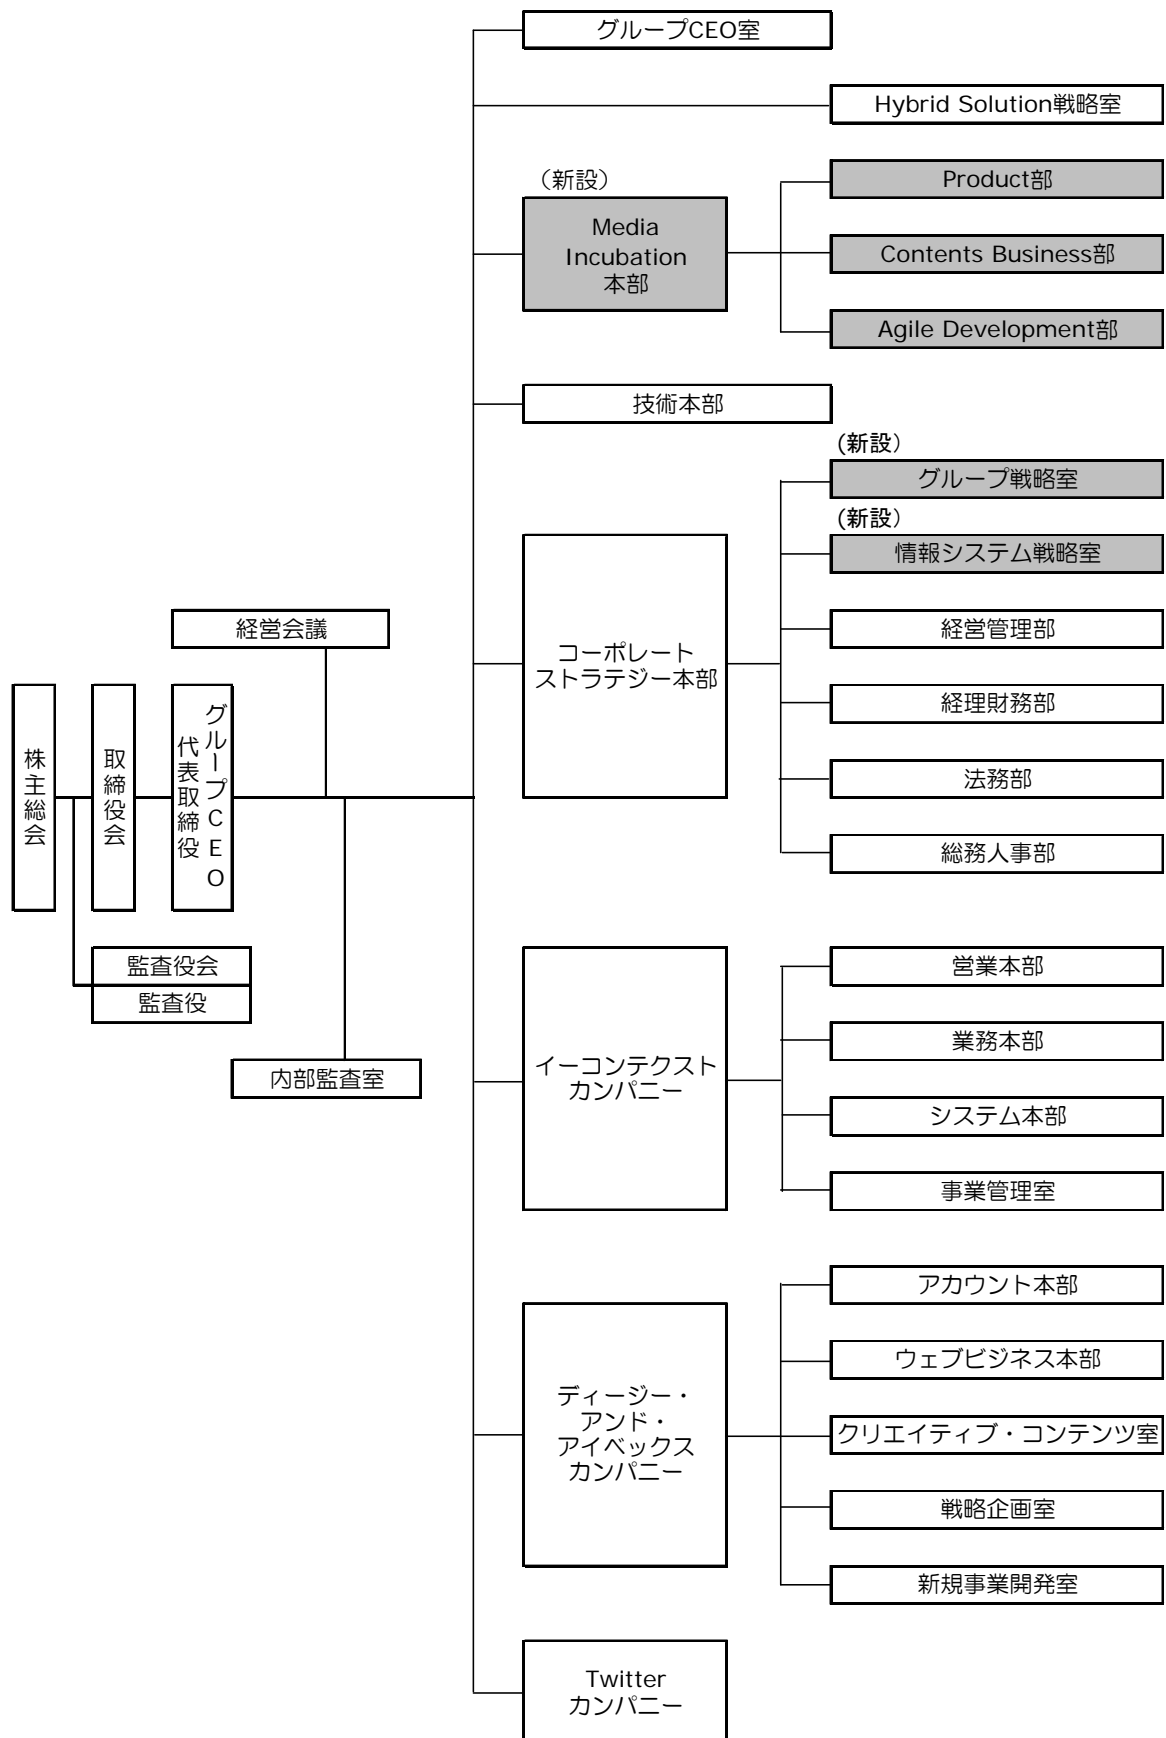 グループCEO室
Hybrid Solution戦略室
（新設）
Media
Incubation
本部
Product部
Contents Business部
Agile Development部
技術本部
(新設）
グループ戦略室
(新設）
情報システム戦略室
経営管理部
経理財務部
法務部
総務人事部
コーポレート
ストラテジー本部
経営会議
株主総会
取締役会
グループCEO
代表取締役
監査役会
監査役
内部監査室
イーコンテクスト
カンパニー
営業本部
業務本部
システム本部
事業管理室
ディージー・
アンド・
アイベックス
カンパニー
アカウント本部
ウェブビジネス本部
クリエイティブ・コンテンツ室
戦略企画室
新規事業開発室
Twitter
カンパニー